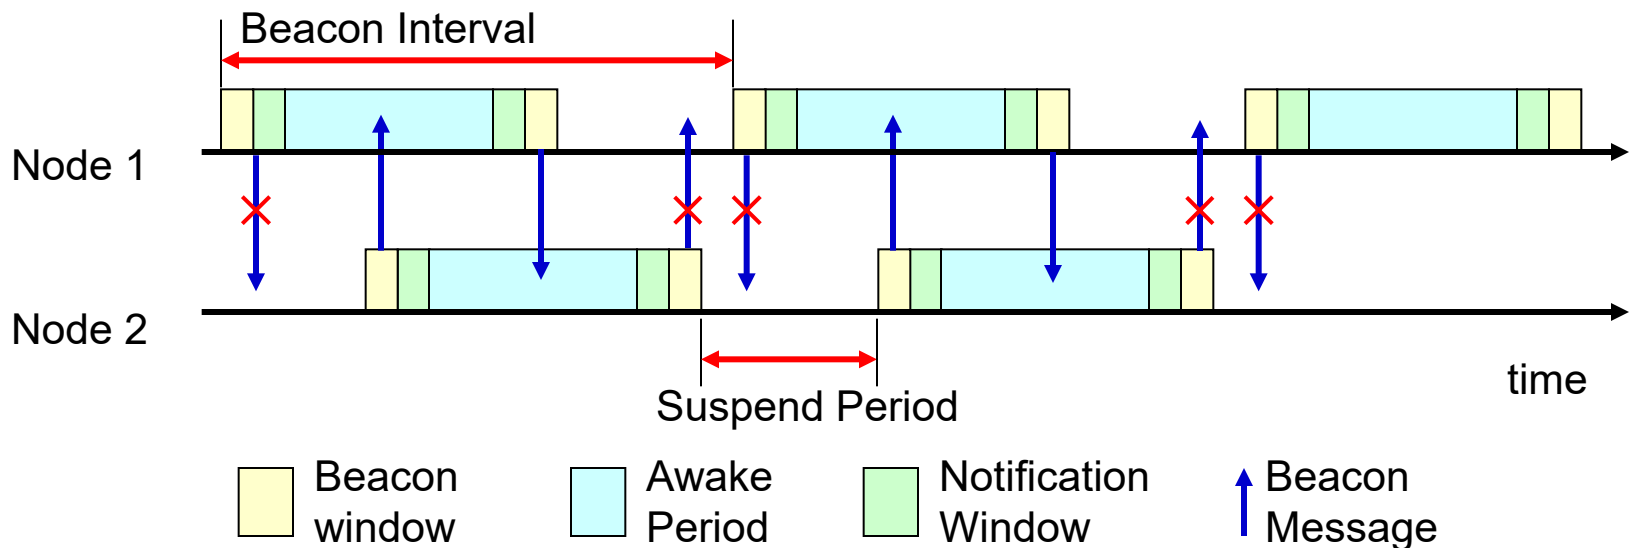 Beacon Interval
Node 1
Node 2
time
Suspend Period
Beacon
window
Awake
Period
Notification
Window
Beacon
Message